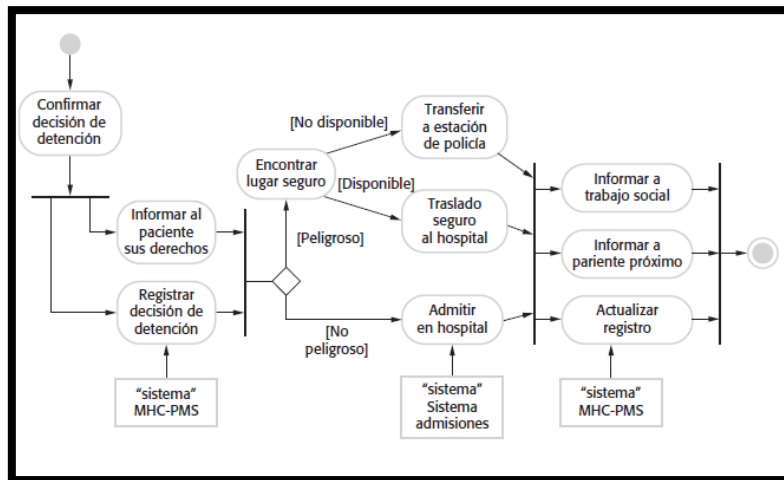 Confirmar
decisión de
detención
Informar al
paciente
sus derechos
Registrar
decisión de
detención
"sistema"
MHC-PMS
Encontrar
lugar seguro
[Peligroso]
[No
peligroso]
[No disponible]
[Disponible]
Transferir
a estación
de policía
Traslado
seguro
al hospital
Admitir
en hospital
"sistema"
Sistema
admisiones
Informar a
trabajo social
Informar a
pariente próximo
Actualizar
registro
"sistema"
MHC-PMS